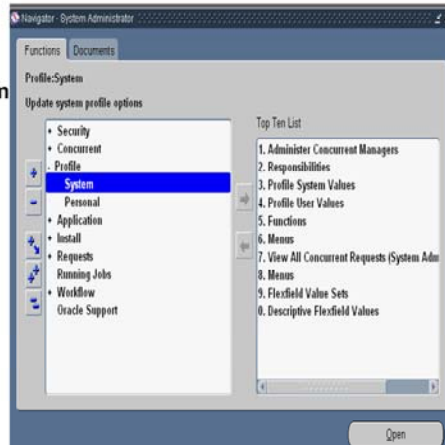 Navigator - System Administrator
Functions
Documents
Profile:System
Update system profile options
+ Security
+ Concurrent
- Profile
System
Personal
+ Application
+ Install
+ Requests
Running Jobs
+ Workflow
Oracle Support
Top Ten List
1. Administer Concurrent Managers
2. Responsibilities
3. Profile System Values
4. Profile User Values
5. Functions
6. Menus
7. View All Concurrent Requests (System Adm
8. Menus
9. Flexfield Value Sets
0. Descriptive Flexfield Values
Open